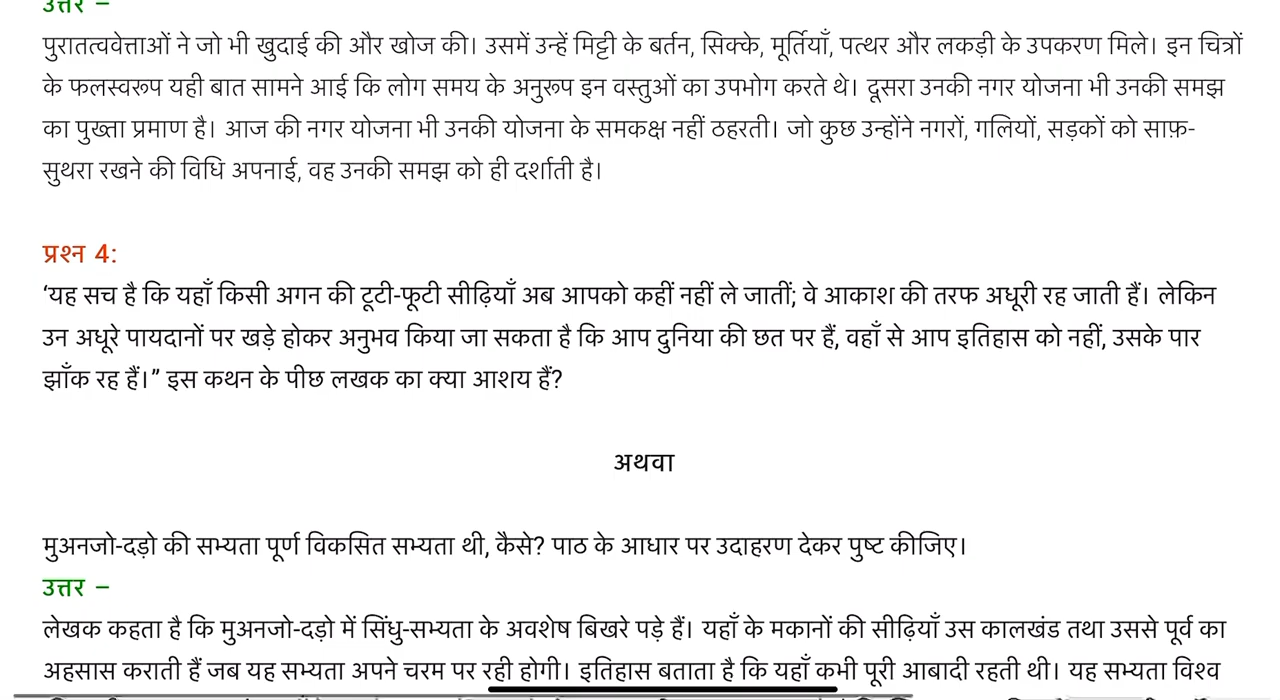 उत्तर –
पुरातत्ववेत्ताओं ने जो भी खुदाई की और खोज की। उसमें उन्हें मिट्टी के बर्तन, सिक्के, मूर्तियाँ, पत्थर और लकड़ी के उपकरण मिले। इन चित्रों
के फलस्वरूप यही बात सामने आई कि लोग समय के अनुरूप इन वस्तुओं का उपभोग करते थे। दूसरा उनकी नगर योजना भी उनकी समझ
का पुख्ता प्रमाण है। आज की नगर योजना भी उनकी योजना के समकक्ष नहीं ठहरती। जो कुछ उन्होंने नगरों, गलियों, सड़कों को साफ़-
सुथरा रखने की विधि अपनाई, वह उनकी समझ को ही दर्शाती है।
प्रश्न 4:
‘यह सच है कि यहाँ किसी अगन की टूटी-फूटी सीढ़ियाँ अब आपको कहीं नहीं ले जातीं; वे आकाश की तरफ अधूरी रह जाती हैं। लेकिन
उन अधूरे पायदानों पर खड़े होकर अनुभव किया जा सकता है कि आप दुनिया की छत पर हैं, वहाँ से आप इतिहास को नहीं, उसके पार
झाँक रह हैं।” इस कथन के पीछ लखक का क्या आशय हैं?
अथवा
मुअनजो-दड़ो की सभ्यता पूर्ण विकसित सभ्यता थी, कैसे? पाठ के आधार पर उदाहरण देकर पुष्ट कीजिए।
उत्तर –
लेखक कहता है कि मुअनजो-दड़ो में सिंधु-सभ्यता के अवशेष बिखरे पड़े हैं। यहाँ के मकानों की सीढ़ियाँ उस कालखंड तथा उससे पूर्व का
अहसास कराती हैं जब यह सभ्यता अपने चरम पर रही होगी। इतिहास बताता है कि यहाँ कभी पूरी आबादी रहती थी। यह सभ्यता विश्व